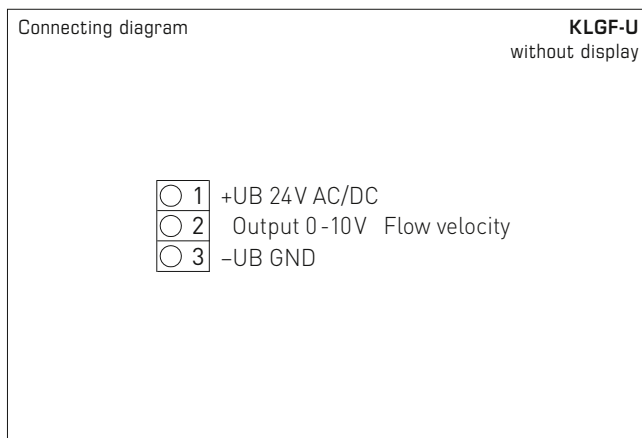 Connecting diagram KLGF-U
without display
1 +UB 24V AC/DC
2 Output 0-10V Flow velocity
3 –UB GND